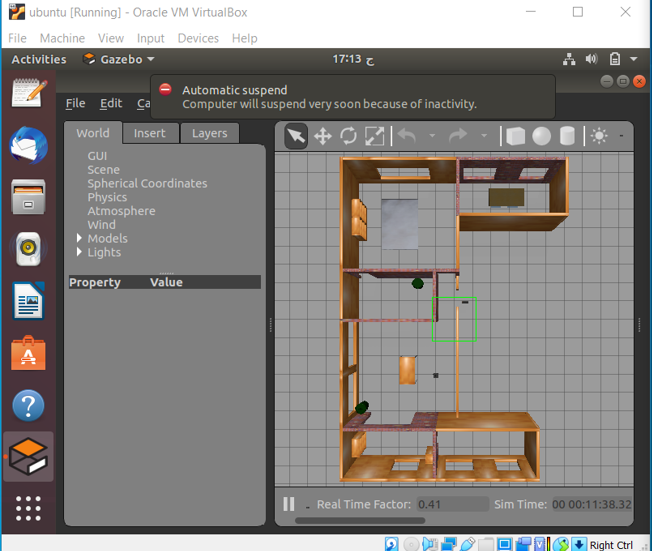 ubuntu [Running] - Oracle VM VirtualBox
File Machine View Input Devices Help
Activities Gazebo 17:13 ح
Automatic suspend
Computer will suspend very soon because of inactivity.
File Edit Ca
World Insert Layers
GUI
Scene
Spherical Coordinates
Physics
Atmosphere
Wind
Models
Lights
Property Value
Real Time Factor: 0.41 Sim Time: 00 00:11:38.32
Right Ctrl